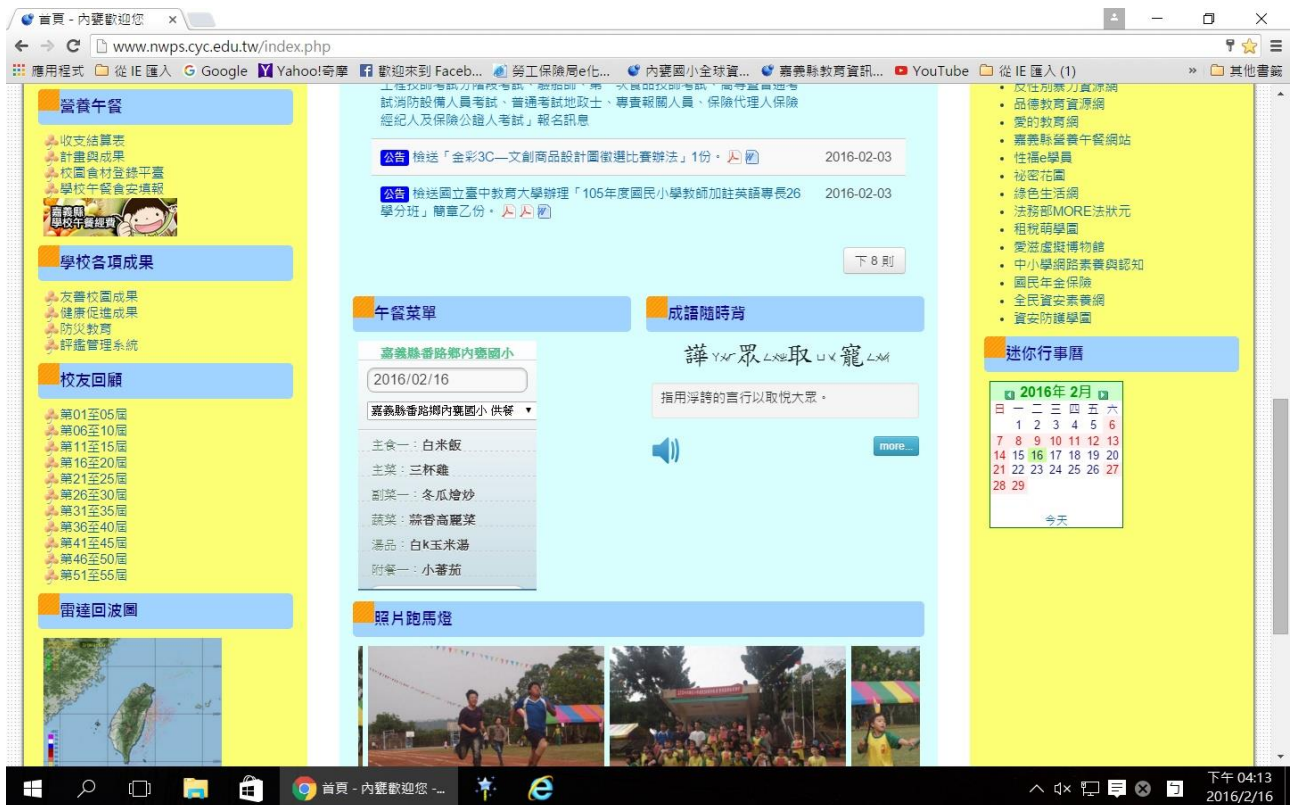 首頁 - 內甕歡迎您
www.nwps.cyc.edu.tw/index.php
應用程式 從 IE 匯入 Google Yahoo!奇摩 歡迎來到 Faceb... 勞工保險局e化... 內甕國小全球資... 嘉義縣教育資訊... YouTube 從 IE 匯入 (1) » 其他書籤
營養午餐
收支結算表
計畫與成果
校園食材登錄平臺
學校午餐食安填報
嘉義縣
學校午餐經費
學校各項成果
友善校園成果
健康促進成果
防災教育
評鑑管理系統
校友回顧
第01至05屆
第06至10屆
第11至15屆
第16至20屆
第21至25屆
第26至30屆
第31至35屆
第36至40屆
第41至45屆
第46至50屆
第51至55屆
雷達回波圖
試消防設備人員考試、普通考試地政士、專責報關人員、保險代理人保險
經紀人及保險公證人考試」報名訊息
公告 檢送「金彩3C—文創商品設計圖徵選比賽辦法」1份。 2016-02-03
公告 檢送國立臺中教育大學辦理「105年度國民小學教師加註英語專長26 2016-02-03
學分班」簡章乙份。
下 8 則
午餐菜單
嘉義縣番路鄉內甕國小
2016/02/16
嘉義縣番路鄉內甕國小 供餐
主食一：白米飯
主菜：三杯雞
副菜一：冬瓜燴炒
蔬菜：蒜香高麗菜
湯品：白k玉米湯
附餐一：小蕃茄
成語隨時背
譁ㄏㄨㄚˊ眾ㄓㄨㄥˋ取ㄑㄩˇ寵ㄔㄨㄥˇ
指用浮誇的言行以取悅大眾。
more...
照片跑馬燈
反性別暴力資源網
品德教育資源網
愛的教育網
嘉義縣營養午餐網站
性福e學員
祕密花園
綠色生活網
法務部MORE法狀元
租稅萌學園
愛滋虛擬博物館
中小學網路素養與認知
國民年金保險
全民資安素養網
資安防護學園
迷你行事曆
2016年 2月
日 一 二 三 四 五 六
1 2 3 4 5 6
7 8 9 10 11 12 13
14 15 16 17 18 19 20
21 22 23 24 25 26 27
28 29
今天
首頁 - 內甕歡迎您 -...
下午 04:13
2016/2/16